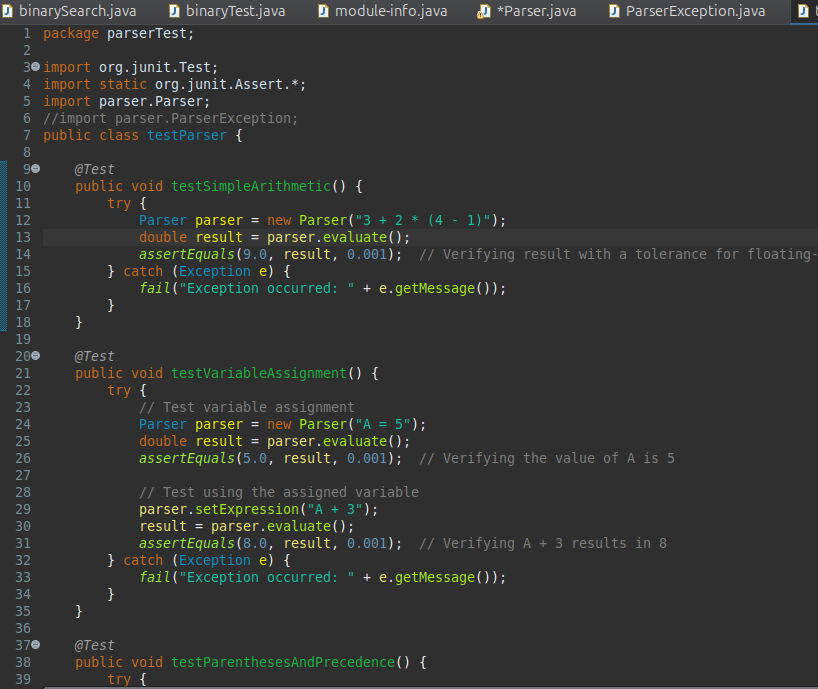 binarySearch.java binaryTest.java module-info.java *Parser.java ParserException.java
1 package parserTest;
2
3 import org.junit.Test;
4 import static org.junit.Assert.*;
5 import parser.Parser;
6 //import parser.ParserException;
7 public class testParser {
8
9     @Test
10     public void testSimpleArithmetic() {
11         try {
12             Parser parser = new Parser("3 + 2 * (4 - 1)");
13             double result = parser.evaluate();
14             assertEquals(9.0, result, 0.001);  // Verifying result with a tolerance for floating-
15         } catch (Exception e) {
16             fail("Exception occurred: " + e.getMessage());
17         }
18     }
19
20     @Test
21     public void testVariableAssignment() {
22         try {
23             // Test variable assignment
24             Parser parser = new Parser("A = 5");
25             double result = parser.evaluate();
26             assertEquals(5.0, result, 0.001);  // Verifying the value of A is 5
27
28             // Test using the assigned variable
29             parser.setExpression("A + 3");
30             result = parser.evaluate();
31             assertEquals(8.0, result, 0.001);  // Verifying A + 3 results in 8
32         } catch (Exception e) {
33             fail("Exception occurred: " + e.getMessage());
34         }
35     }
36
37     @Test
38     public void testParenthesesAndPrecedence() {
39         try {